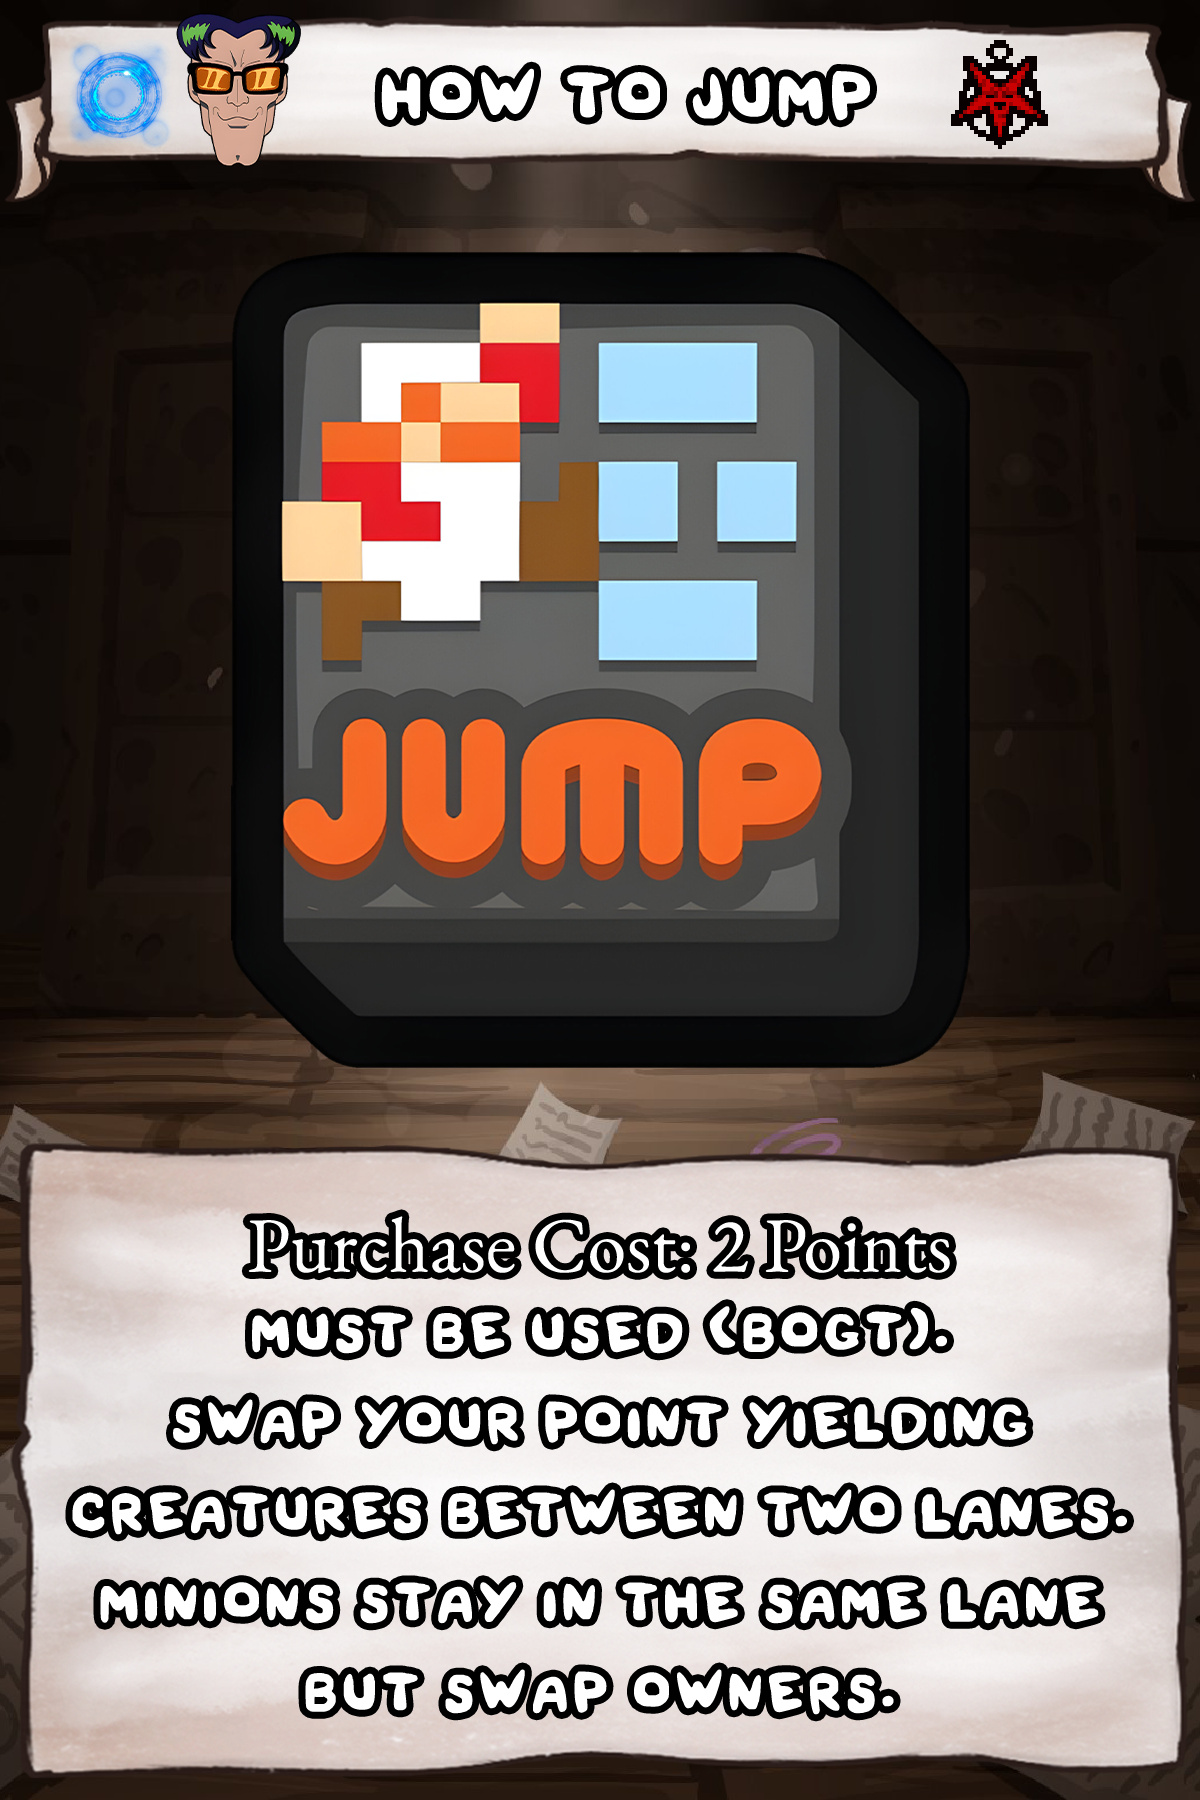 HOW TO JUMP
JUMP
Purchase Cost: 2 Points
MUST BE USED (BOGT).
SWAP YOUR POINT YIELDING
CREATURES BETWEEN TWO LANES.
MINIONS STAY IN THE SAME LANE
BUT SWAP OWNERS.